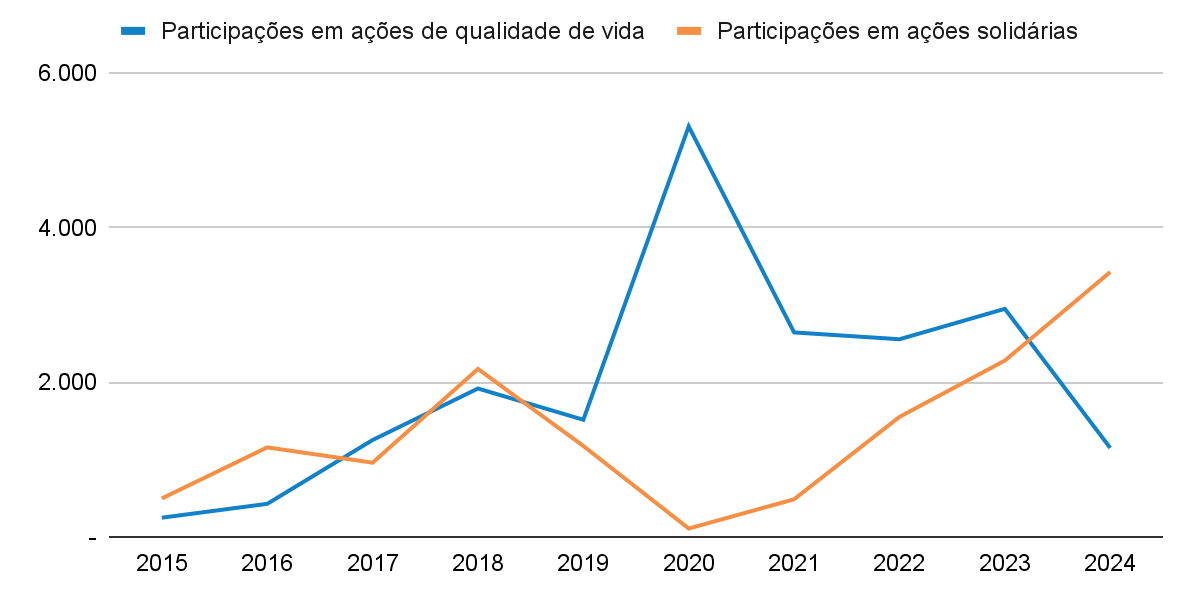 Participações em ações de qualidade de vida Participações em ações solidárias
6.000
4.000
2.000
-
2015 2016 2017 2018 2019 2020 2021 2022 2023 2024